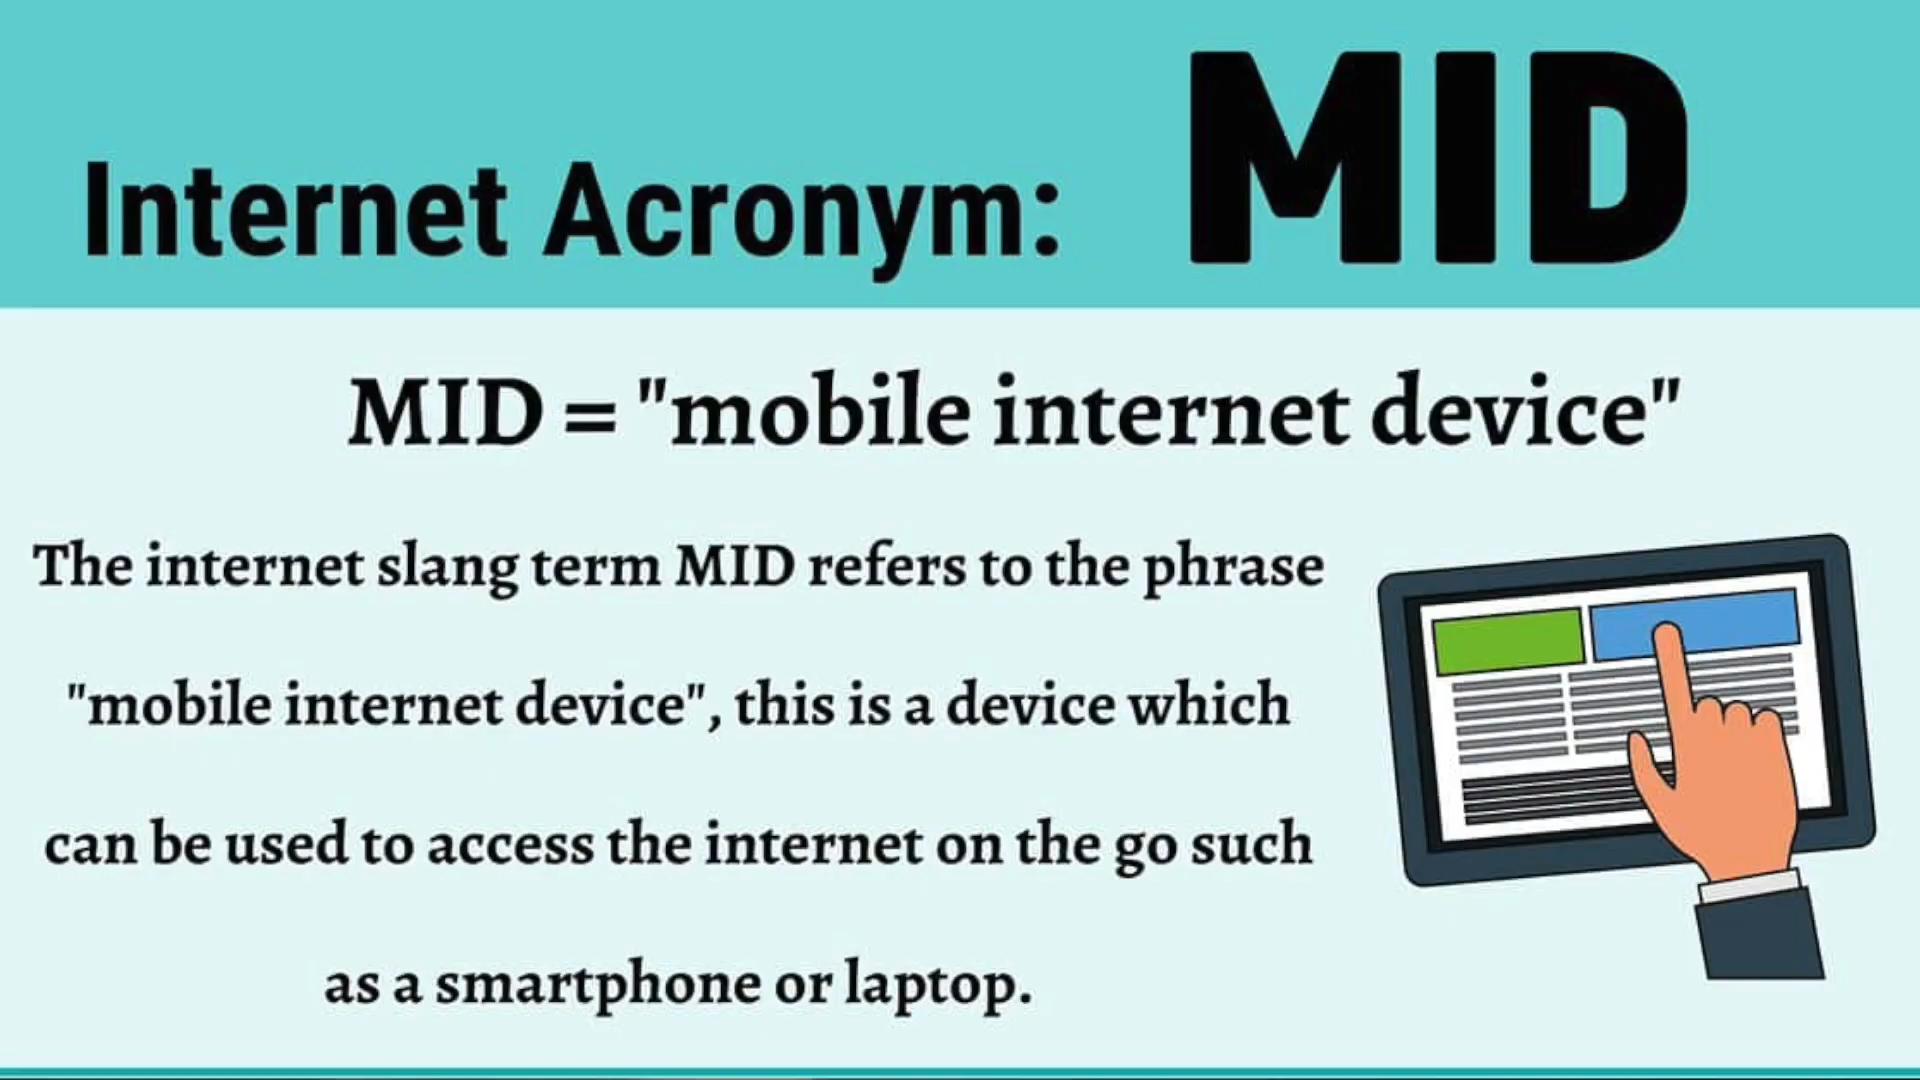 Internet Acronym: MID
MID = "mobile internet device"
The internet slang term MID refers to the phrase
"mobile internet device", this is a device which
can be used to access the internet on the go such
as a smartphone or laptop.